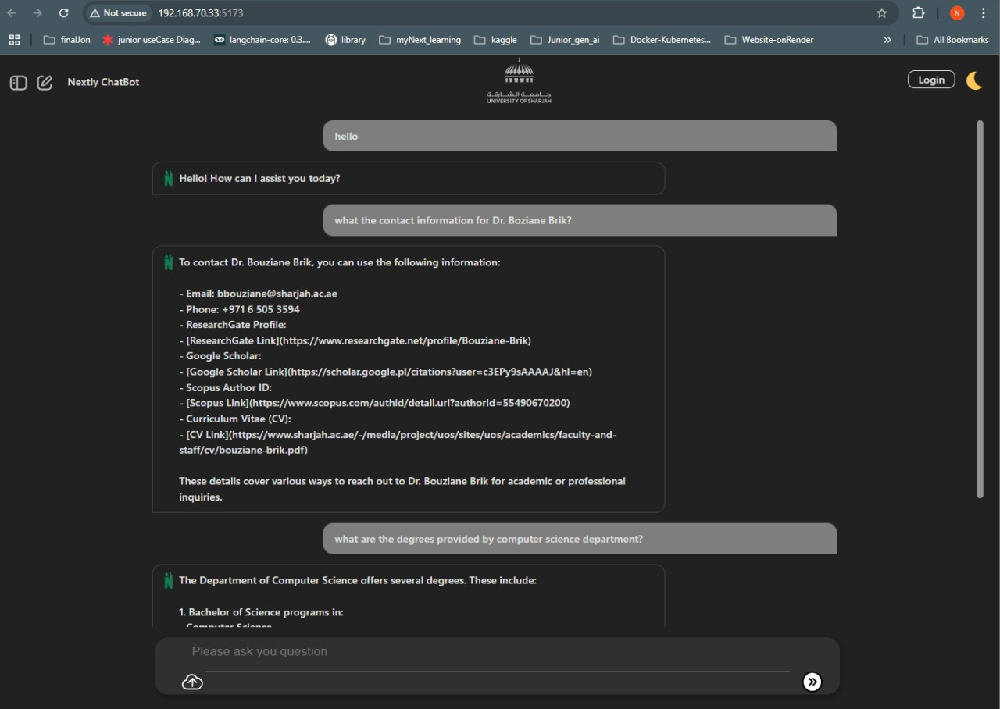 Not secure 192.168.70.33:5173 N
finalJon junior useCase Diag... langchain-core: 0.3.... library myNext_learning kaggle Junior_gen_ai Docker-Kubernetes... Website-onRender » All Bookmarks
Nextly ChatBot
جامعة الشارقة
UNIVERSITY OF SHARJAH
Login
hello
Hello! How can I assist you today?
what the contact information for Dr. Boziane Brik?
To contact Dr. Bouziane Brik, you can use the following information:
- Email: bbouziane@sharjah.ac.ae
- Phone: +971 6 505 3594
- ResearchGate Profile:
- [ResearchGate Link](https://www.researchgate.net/profile/Bouziane-Brik)
- Google Scholar:
- [Google Scholar Link](https://scholar.google.pl/citations?user=c3EPy9sAAAAJ&hl=en)
- Scopus Author ID:
- [Scopus Link](https://www.scopus.com/authid/detail.uri?authorId=55490670200)
- Curriculum Vitae (CV):
- [CV Link](https://www.sharjah.ac.ae/-/media/project/uos/sites/uos/academics/faculty-and-
staff/cv/bouziane-brik.pdf)
These details cover various ways to reach out to Dr. Bouziane Brik for academic or professional
inquiries.
what are the degrees provided by computer science department?
The Department of Computer Science offers several degrees. These include:
1. Bachelor of Science programs in:
- Computer Science
Please ask you question